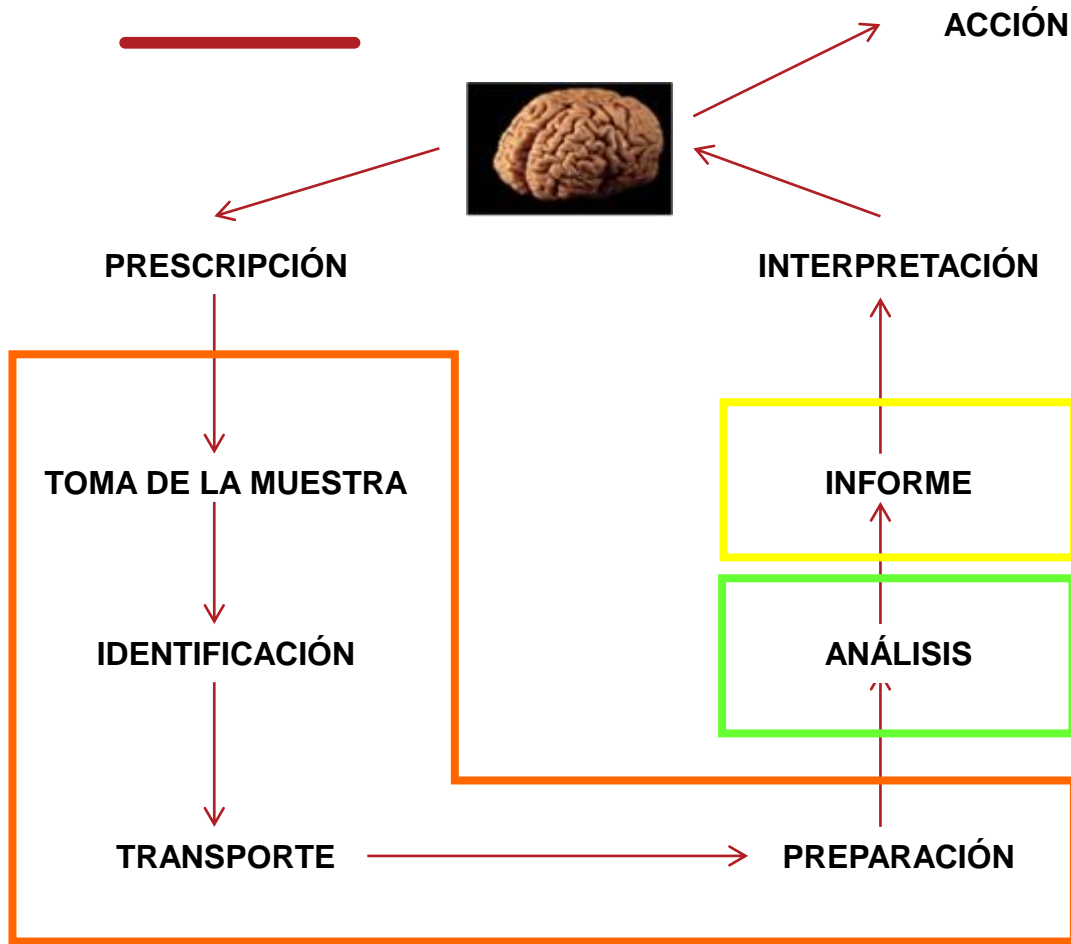 ACCIÓN
PRESCRIPCIÓN
INTERPRETACIÓN
TOMA DE LA MUESTRA
INFORME
IDENTIFICACIÓN
ANÁLISIS
TRANSPORTE
PREPARACIÓN